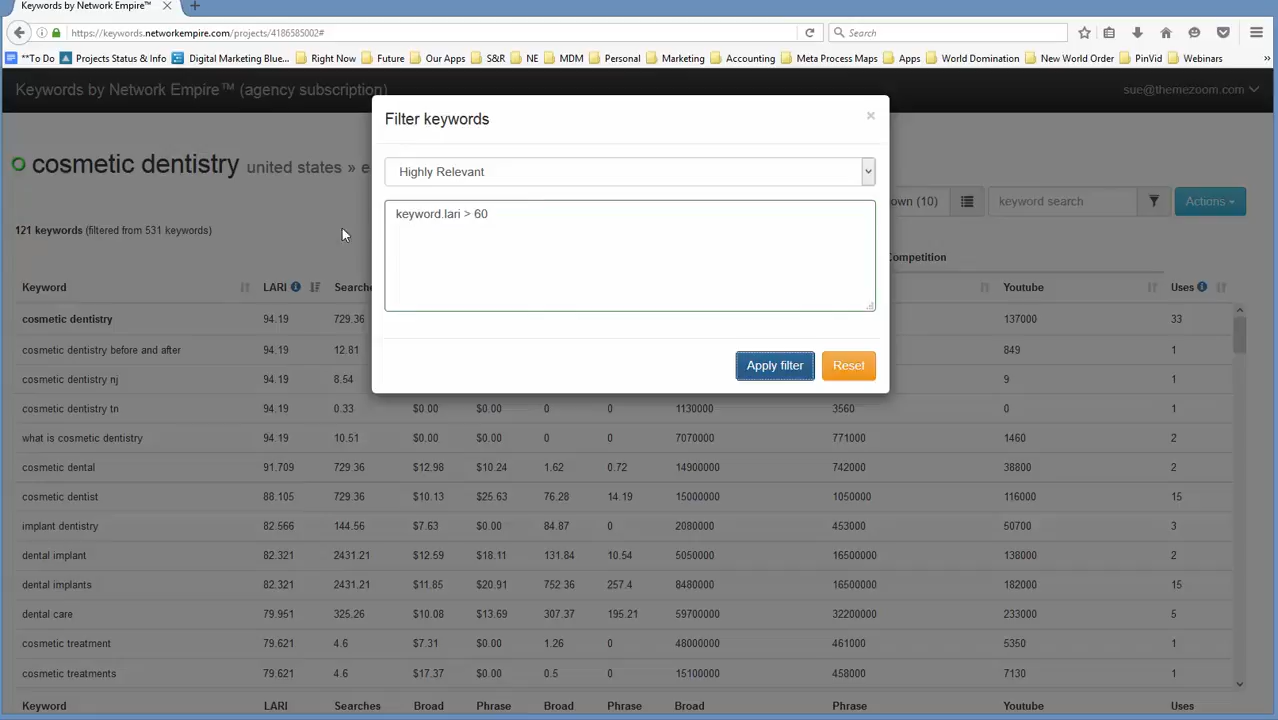 Keywords by Network Empire™
https://keywords.networkempire.com/projects/4186585002#
Search
**To Do Projects Status & Info Digital Marketing Blue... Right Now Future Our Apps S&R NE MDM Personal Marketing Accounting Meta Process Maps Apps World Domination New World Order PinVid Webinars »
Keywords by Network Empire™ (agency subscription) sue@themezoom.com
Filter keywords ×
cosmetic dentistry united states » e
Highly Relevant
own (10) keyword search Actions
keyword.lari > 60
121 keywords (filtered from 531 keywords)
Competition
Keyword LARI Searche Youtube Uses
cosmetic dentistry 94.19 729.36 137000 33
cosmetic dentistry before and after 94.19 12.81 849 1
Apply filter Reset
cosmetic dentistry nj 94.19 8.54 9 1
cosmetic dentistry tn 94.19 0.33 $0.00 $0.00 0 0 1130000 3560 0 1
what is cosmetic dentistry 94.19 10.51 $0.00 $0.00 0 0 7070000 771000 1460 2
cosmetic dental 91.709 729.36 $12.98 $10.24 1.62 0.72 14900000 742000 38800 2
cosmetic dentist 88.105 729.36 $10.13 $25.63 76.28 14.19 15000000 1050000 116000 15
implant dentistry 82.566 144.56 $7.63 $0.00 84.87 0 2080000 453000 50700 3
dental implant 82.321 2431.21 $12.59 $18.11 131.84 10.54 5050000 16500000 138000 2
dental implants 82.321 2431.21 $11.85 $20.91 752.36 257.4 8480000 16500000 182000 15
dental care 79.951 325.26 $10.08 $13.69 307.37 195.21 59700000 32200000 233000 5
cosmetic treatment 79.621 4.6 $7.31 $0.00 1.26 0 48000000 461000 5350 1
cosmetic treatments 79.621 4.6 $17.37 $0.00 0.5 0 15100000 458000 7130 1
Keyword LARI Searches Broad Phrase Broad Phrase Broad Phrase Youtube Uses